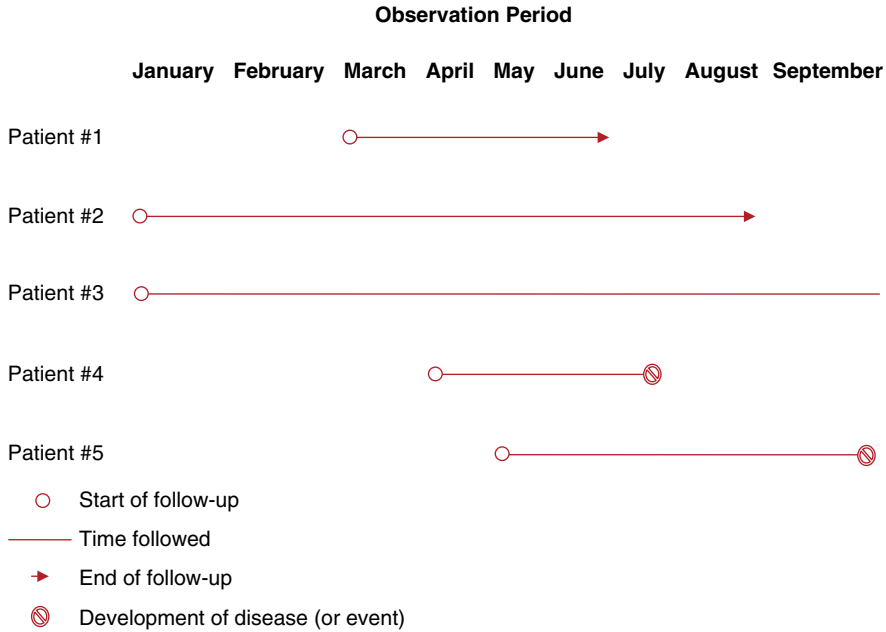 Observation Period
January February March April May June July August September
Patient #1
Patient #2
Patient #3
Patient #4
Patient #5
Start of follow-up
Time followed
End of follow-up
Development of disease (or event)